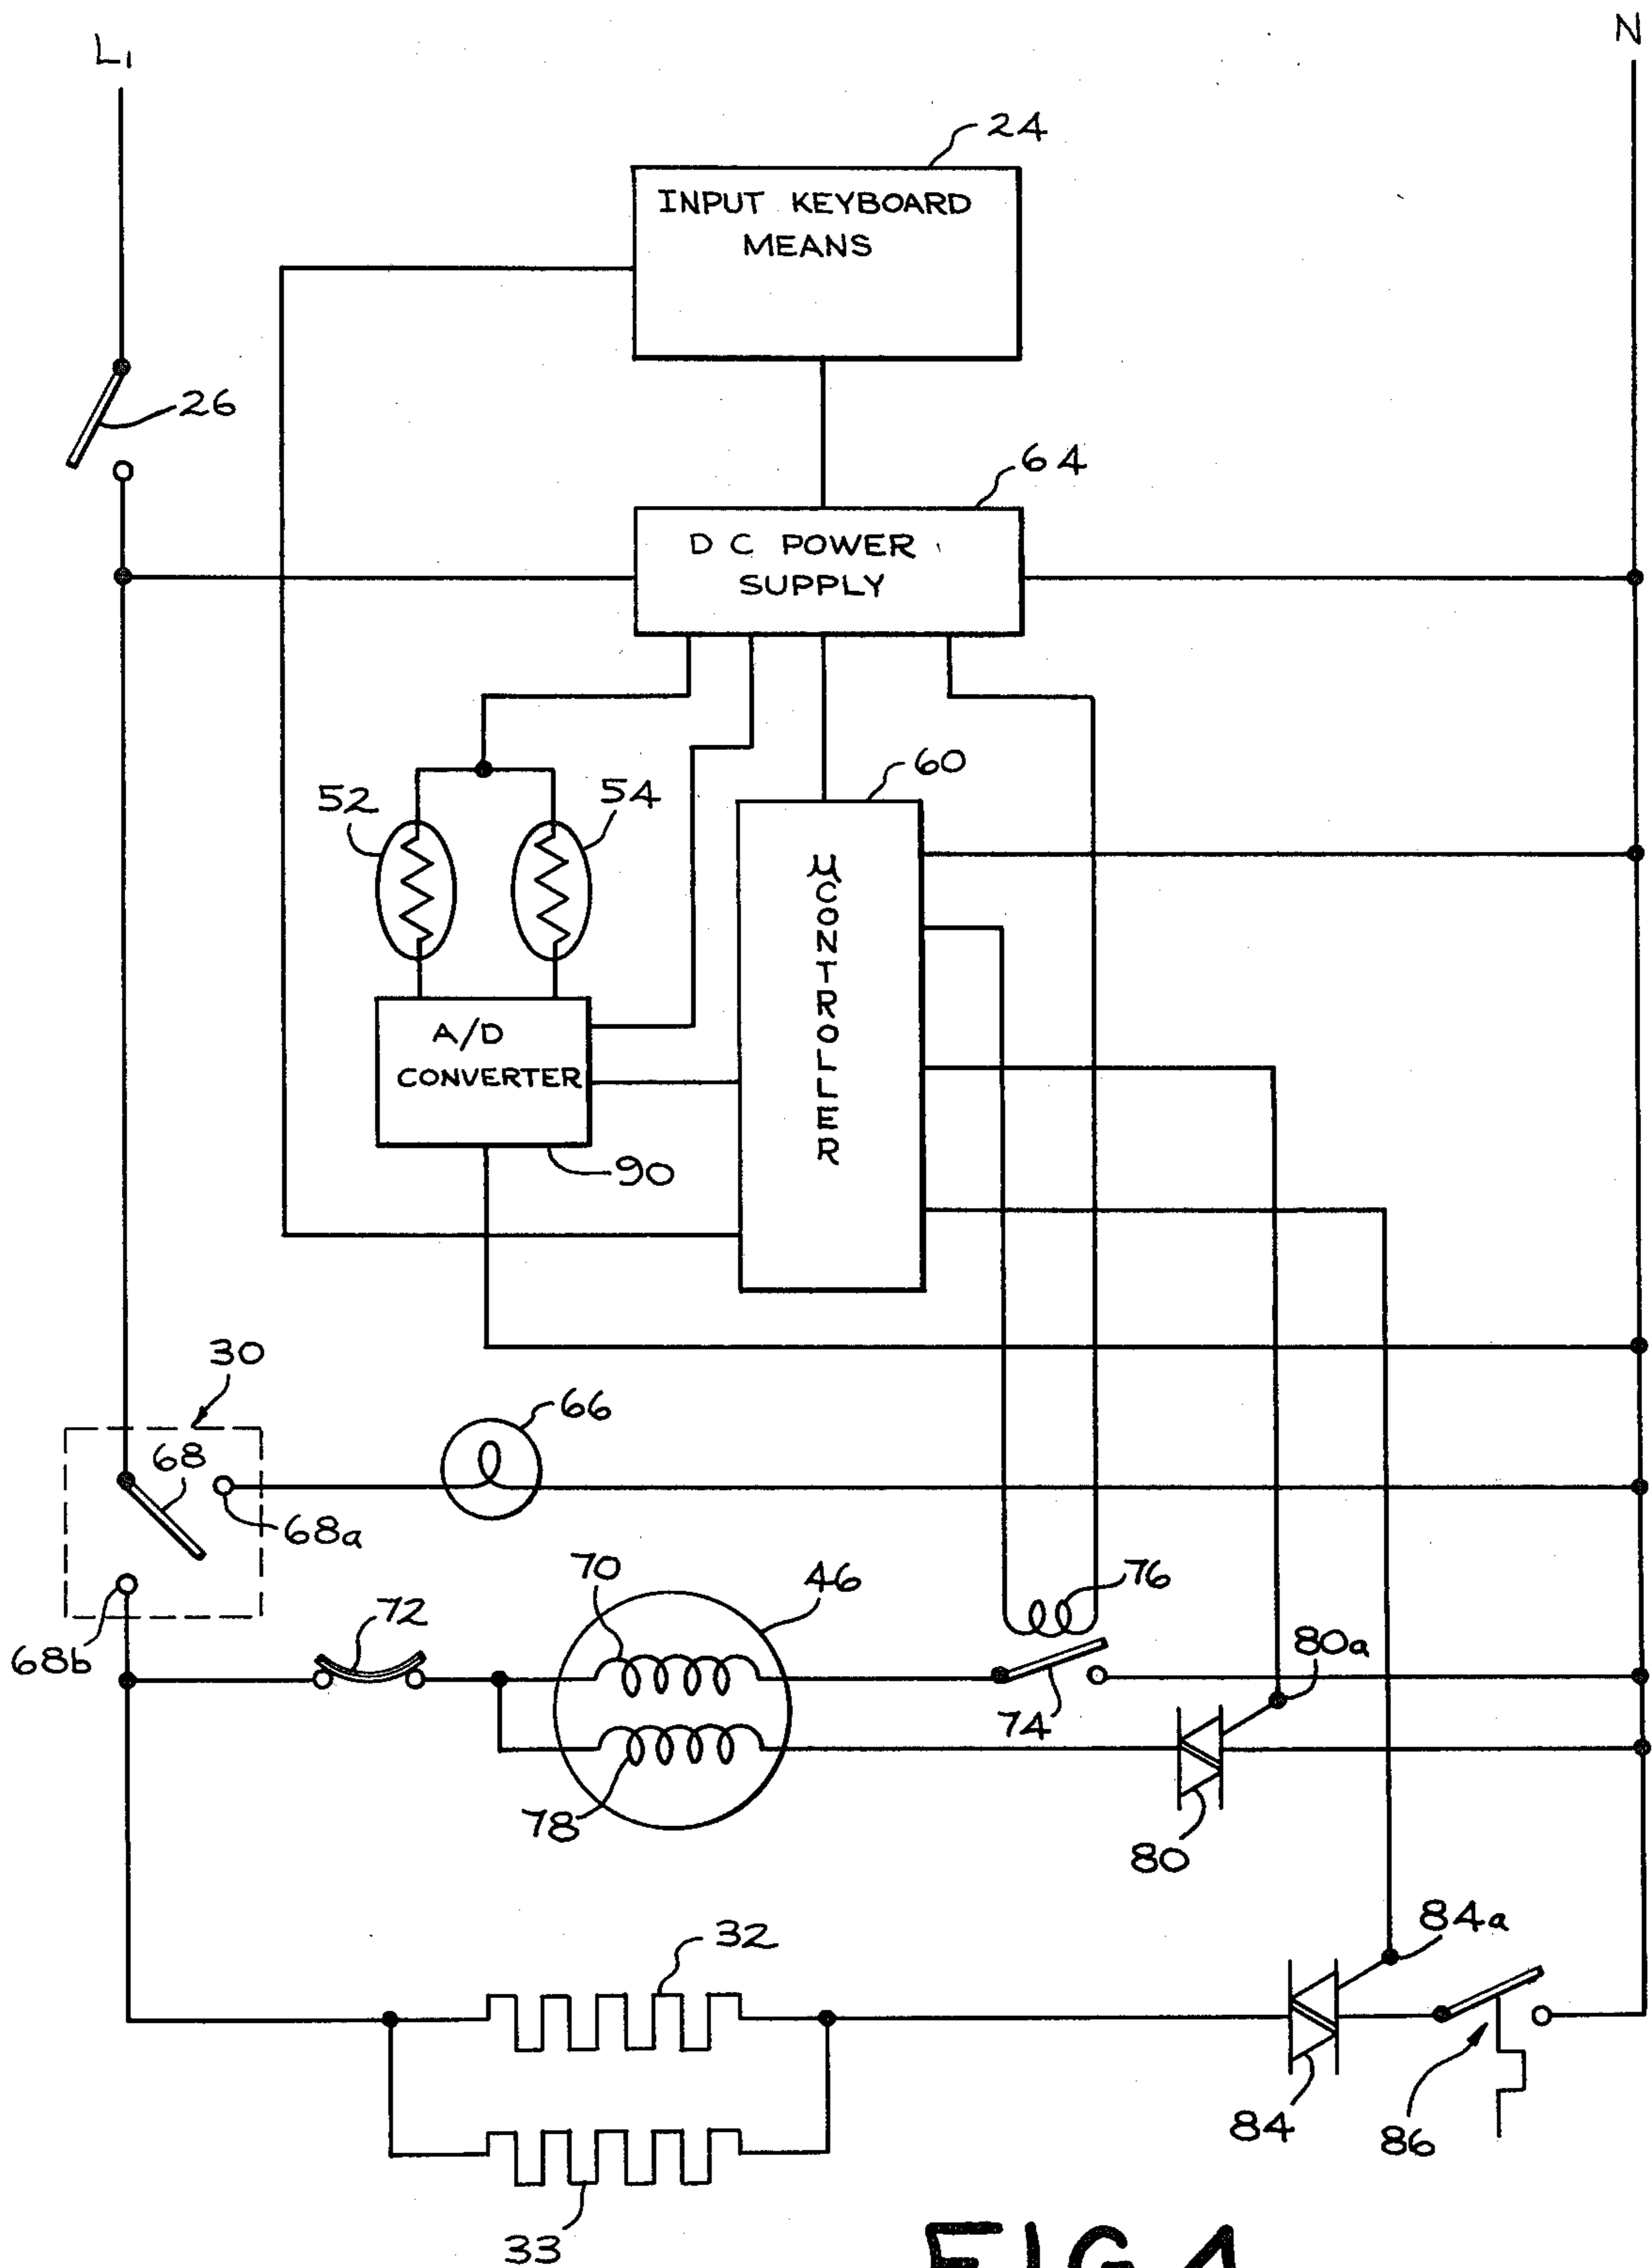 L1
N
24
INPUT KEYBOARD
MEANS
26
64
DC POWER
SUPPLY
60
52
54
μCONTROLLER
A/D
CONVERTER
90
30
66
68
68a
70
46
76
72
80a
68b
74
78
80
32
84a
84
86
33
FIG.4